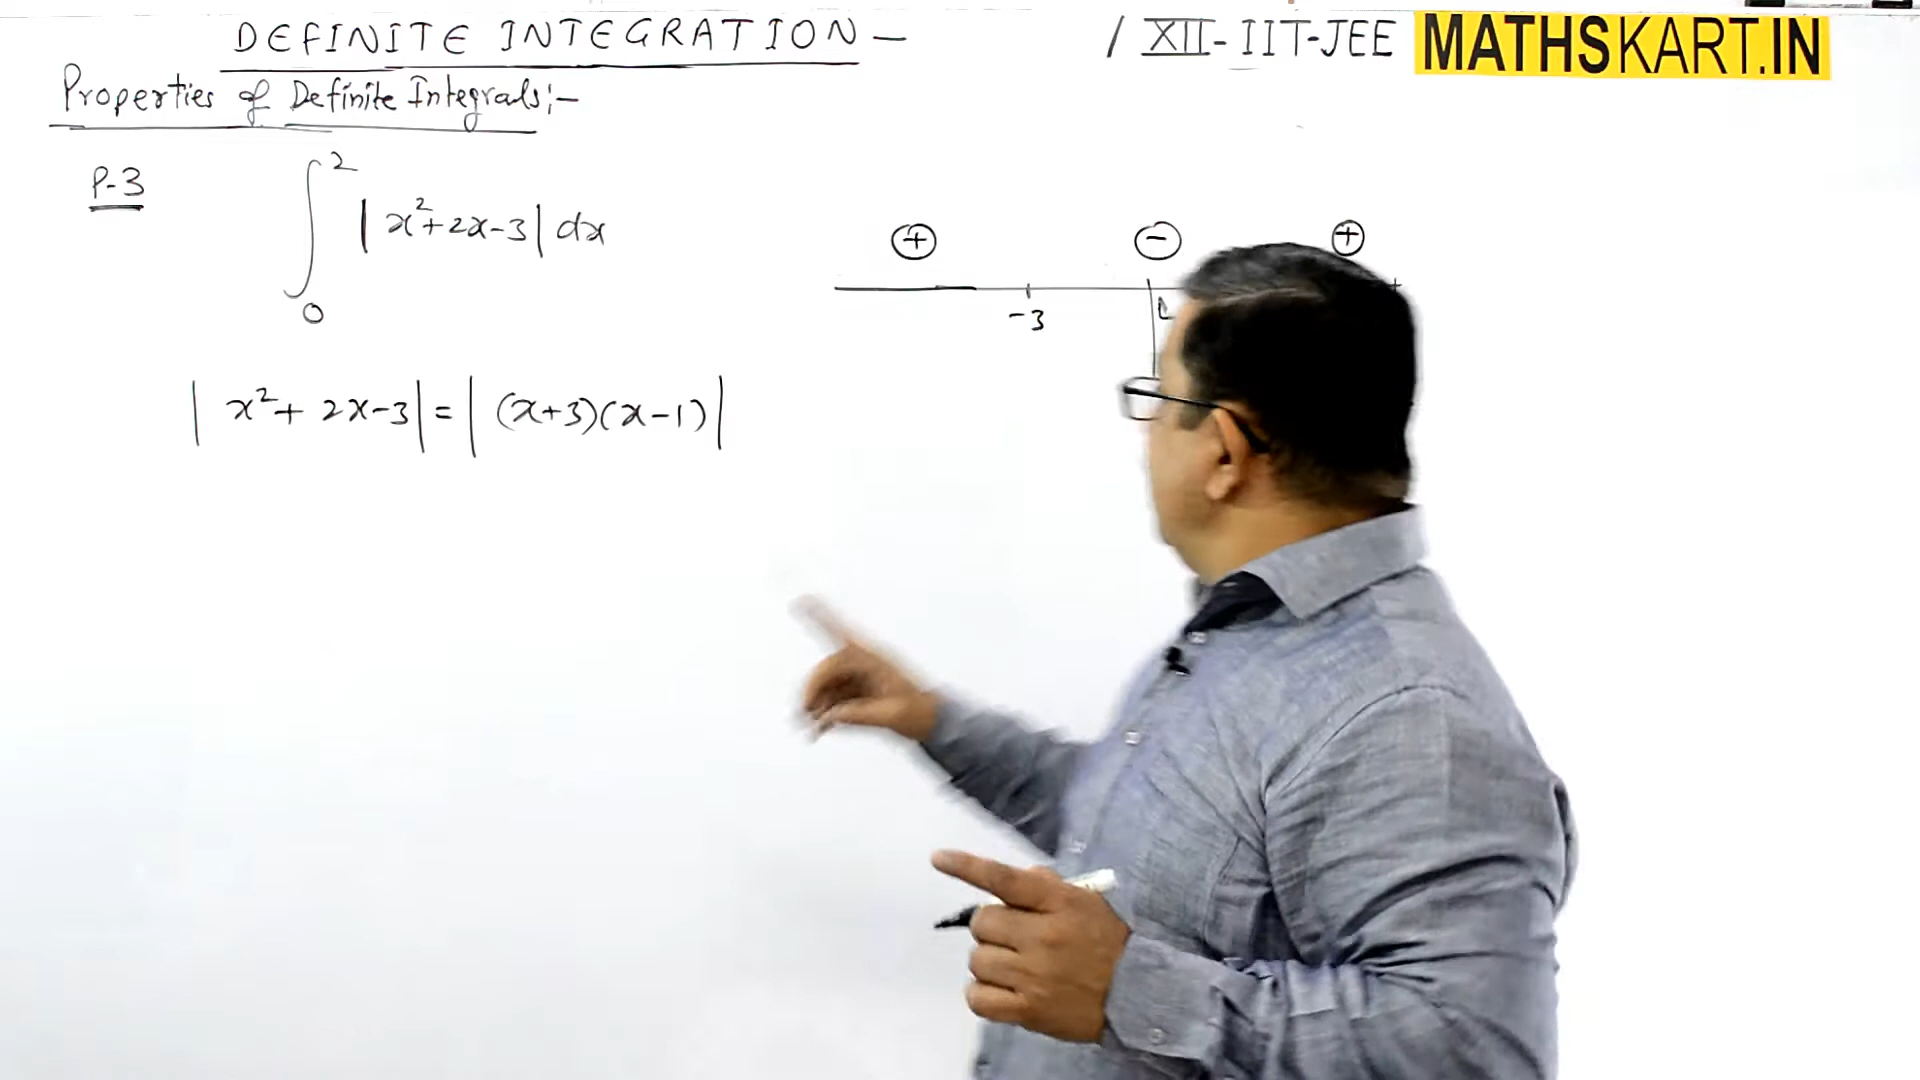 DEFINITE INTEGRATION – / XII-IIT-JEE MATHSKART.IN
Properties of Definite Integrals:-
P-3 ∫₀² |x²+2x-3| dx
+ - +
-3
|x²+2x-3| = |(x+3)(x-1)|